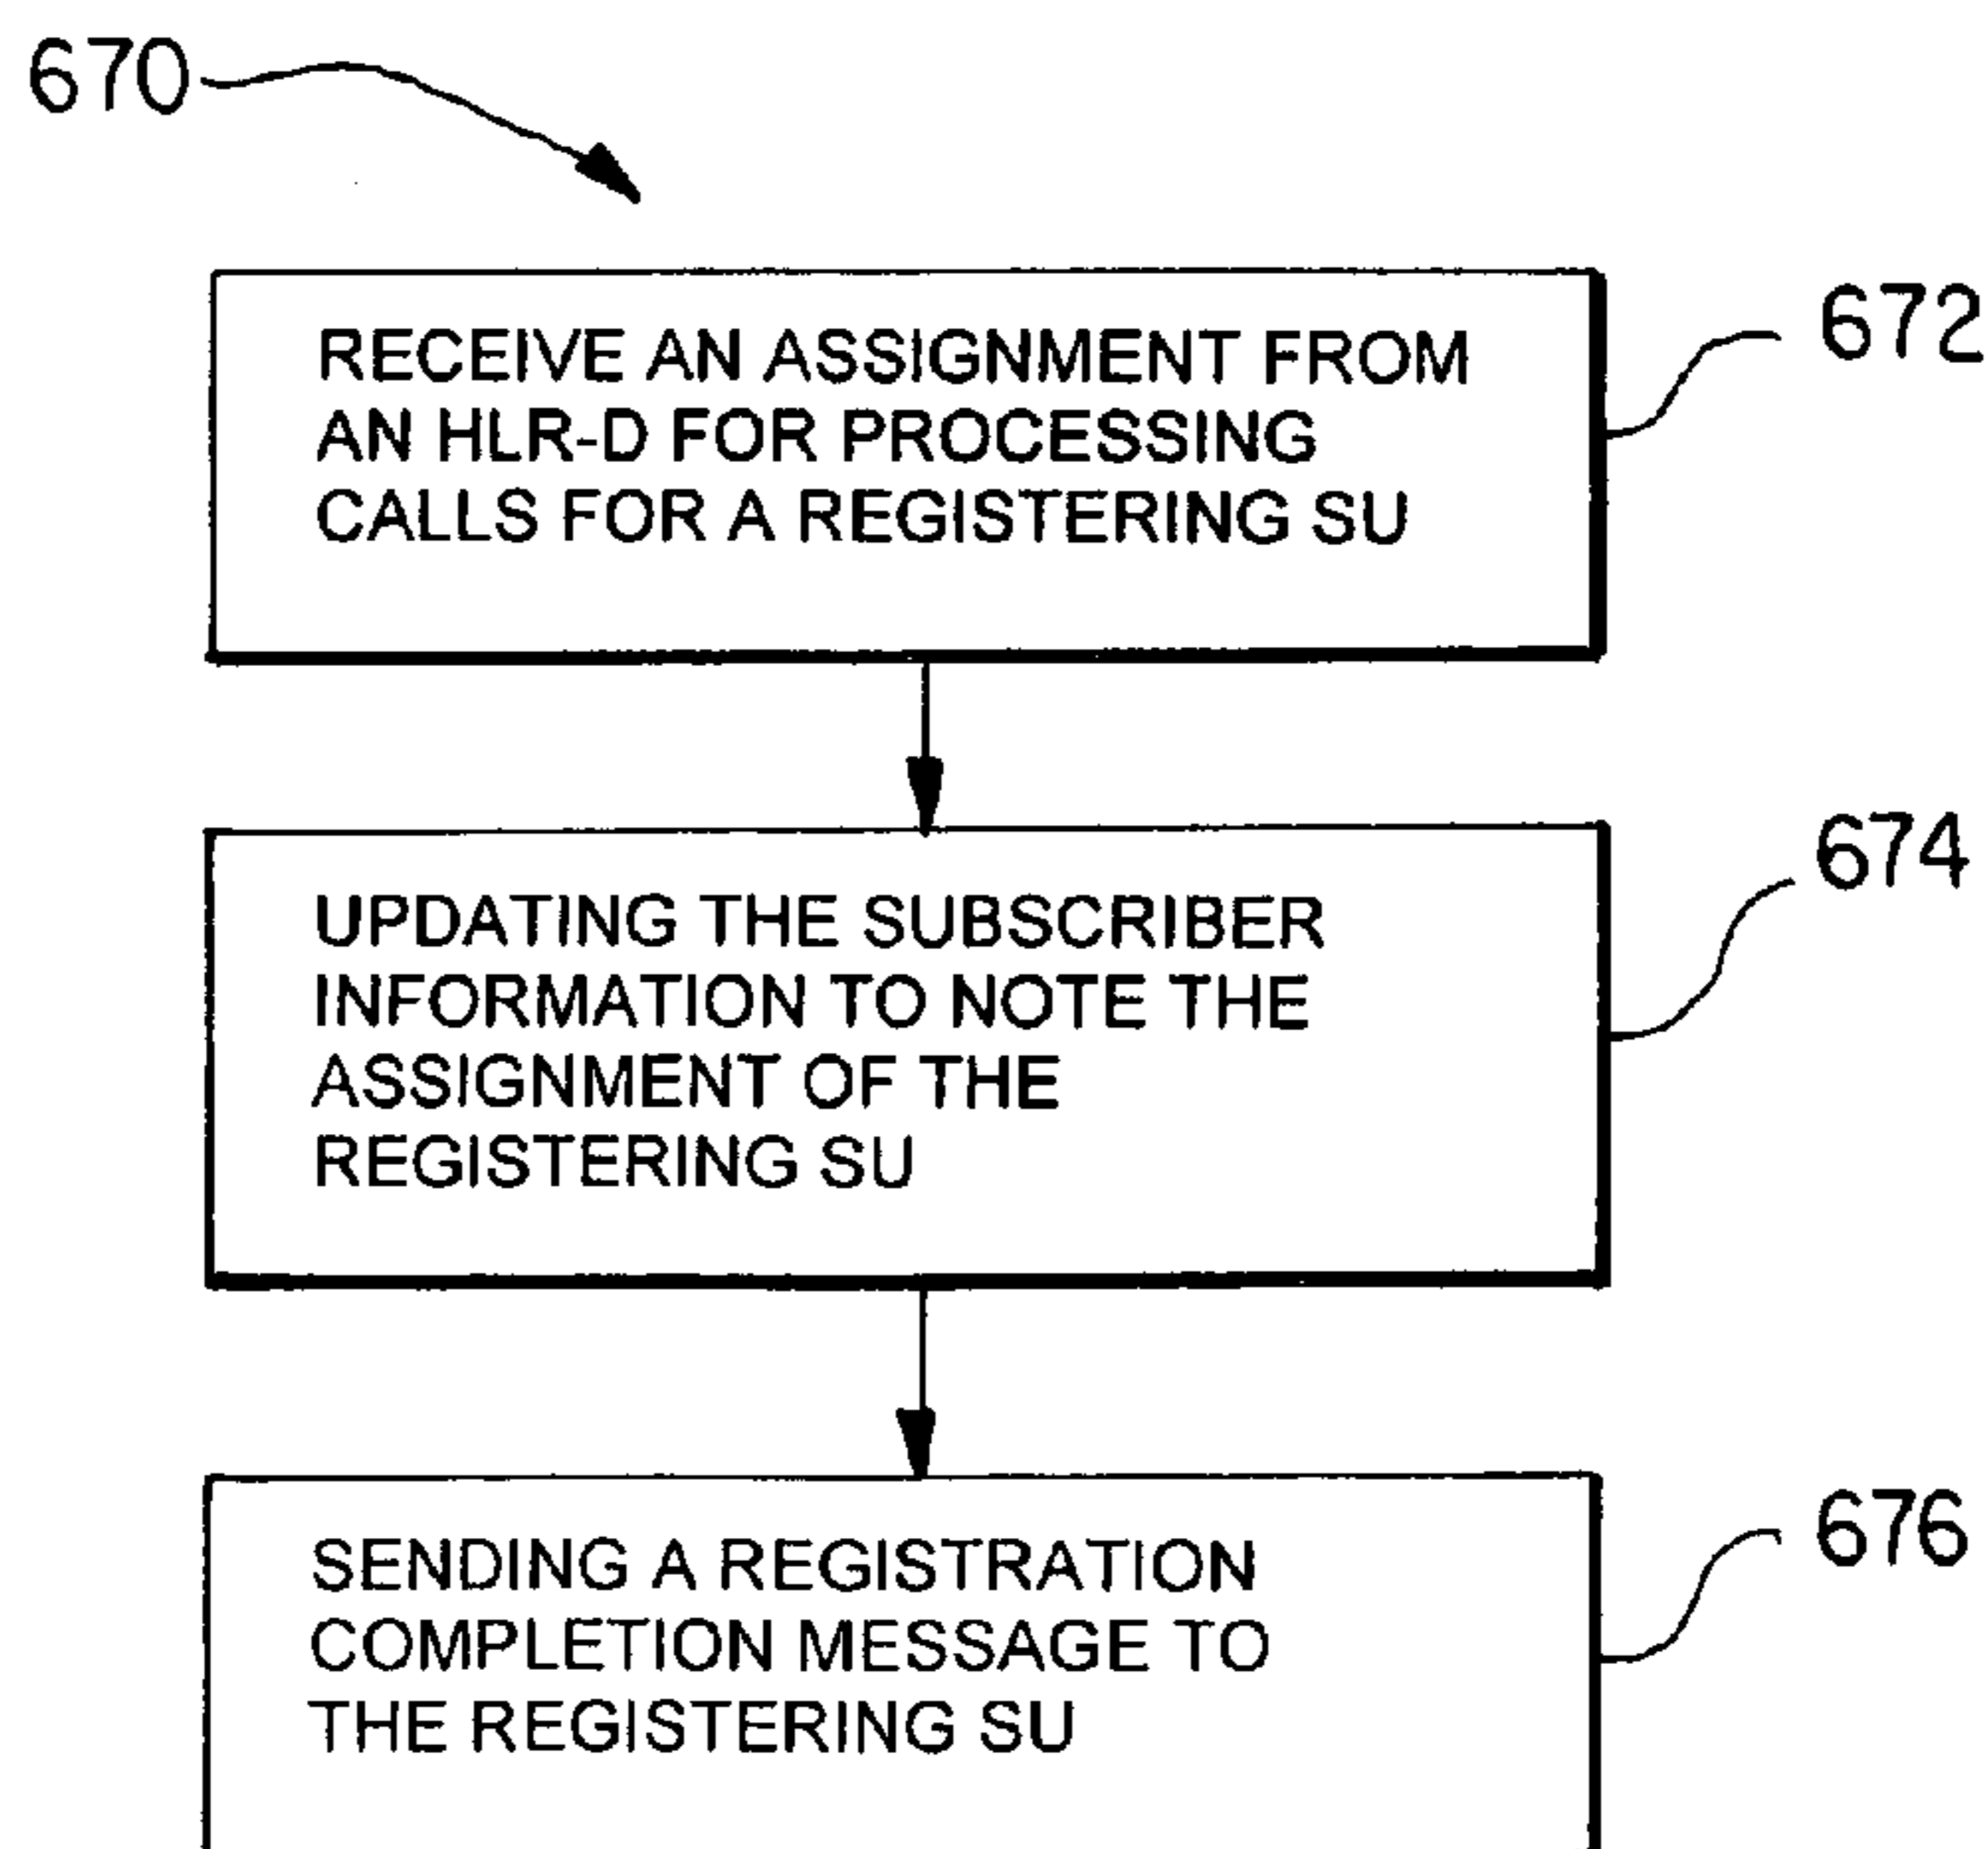 670
RECEIVE AN ASSIGNMENT FROM
AN HLR-D FOR PROCESSING
CALLS FOR A REGISTERING SU
672
UPDATING THE SUBSCRIBER
INFORMATION TO NOTE THE
ASSIGNMENT OF THE
REGISTERING SU
674
SENDING A REGISTRATION
COMPLETION MESSAGE TO
THE REGISTERING SU
676